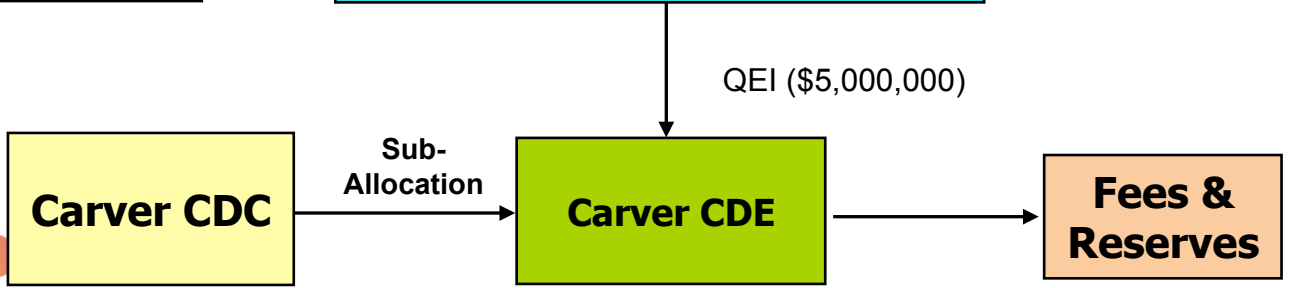 QEI ($5,000,000)
Sub-
Allocation
Carver CDC
Carver CDE
Fees &
Reserves